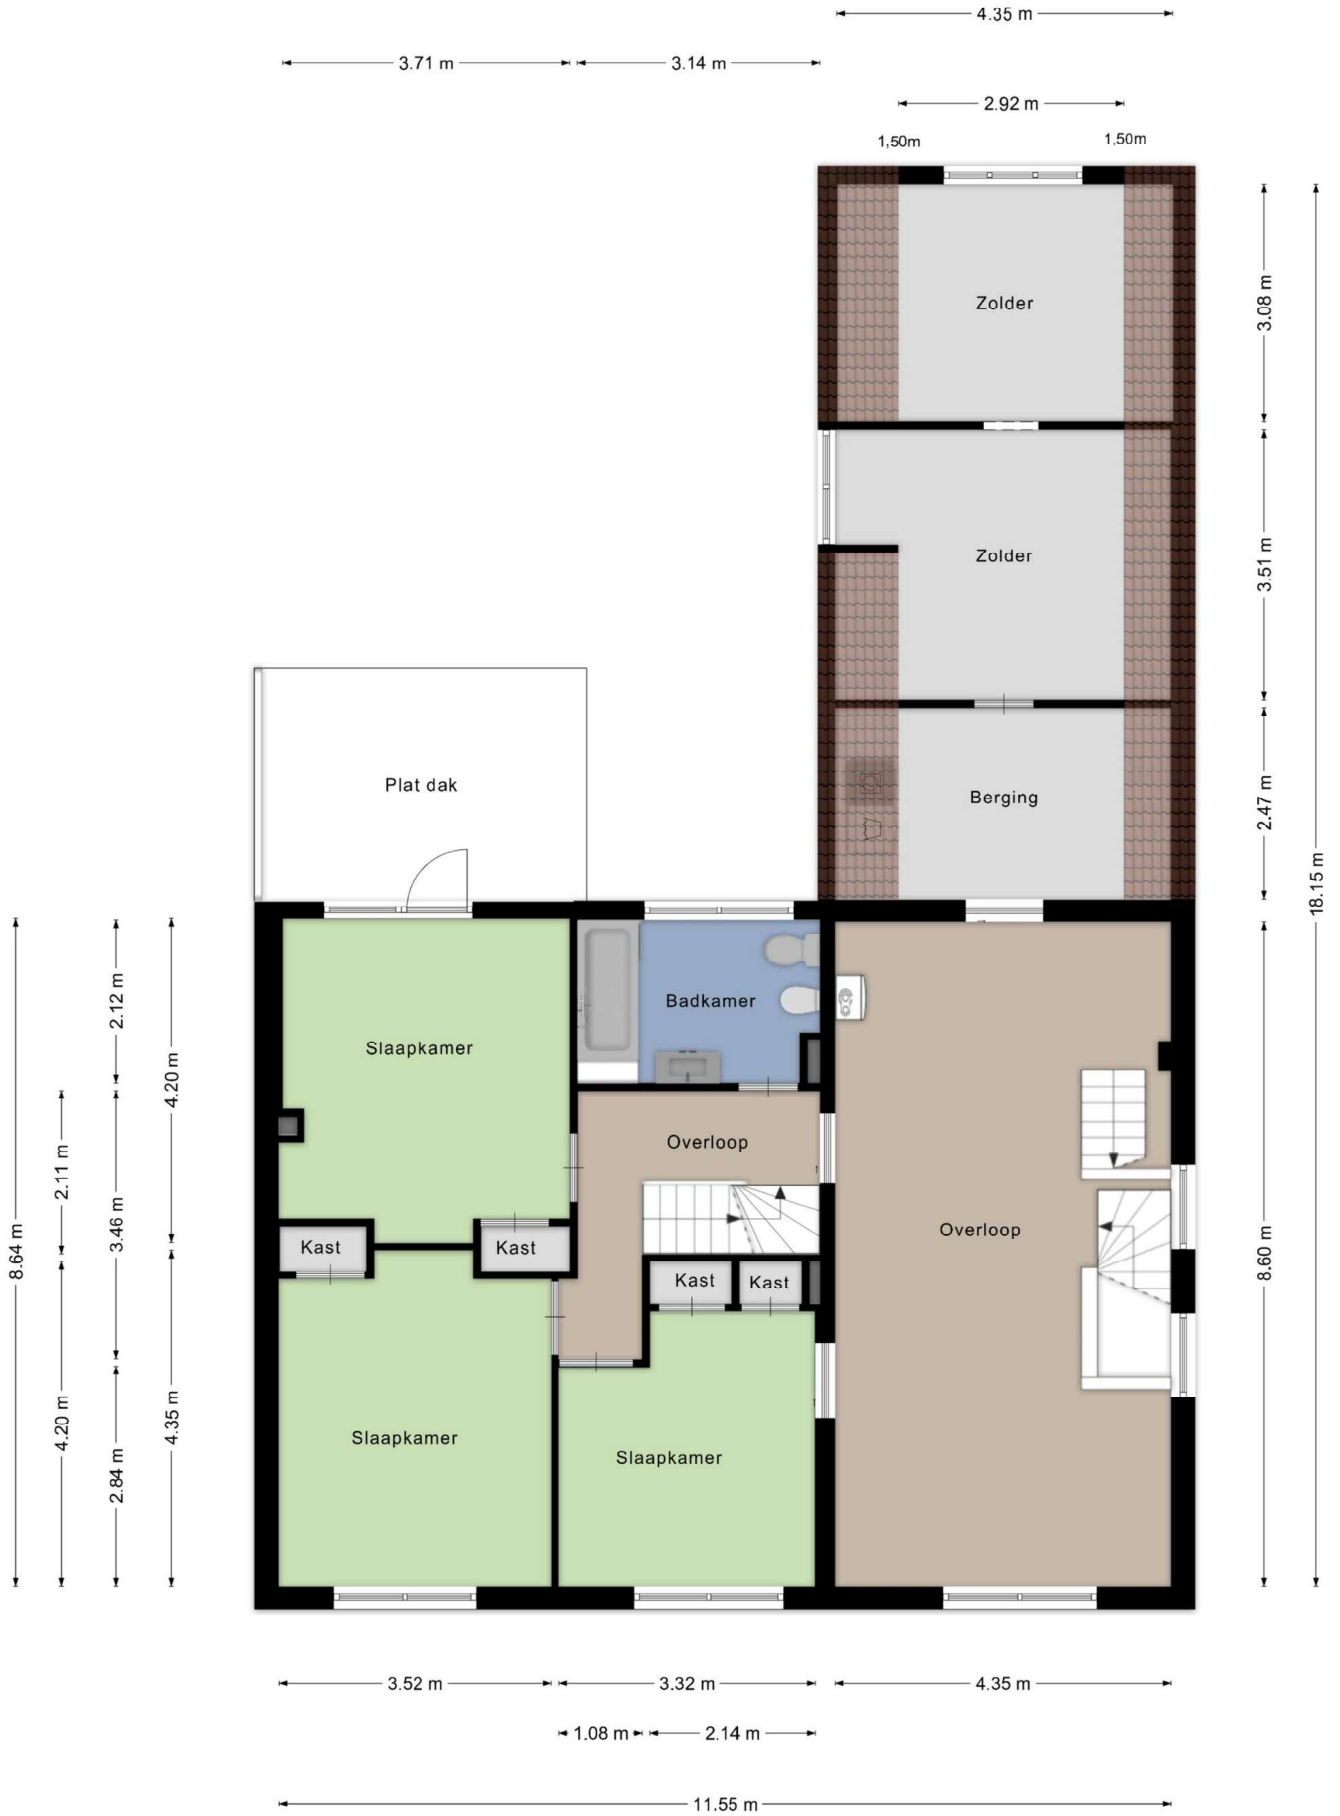 4.35 m
3.71 m
3.14 m
2.92 m
1,50m
1,50m
Zolder
3.08 m
Zolder
3.51 m
Plat dak
Berging
2.47 m
18.15 m
Slaapkamer
Badkamer
2.12 m
4.20 m
Overloop
2.11 m
3.46 m
8.64 m
Kast
Kast
Kast
Kast
Overloop
8.60 m
Slaapkamer
Slaapkamer
4.20 m
2.84 m
4.35 m
3.52 m
3.32 m
4.35 m
1.08 m
2.14 m
11.55 m